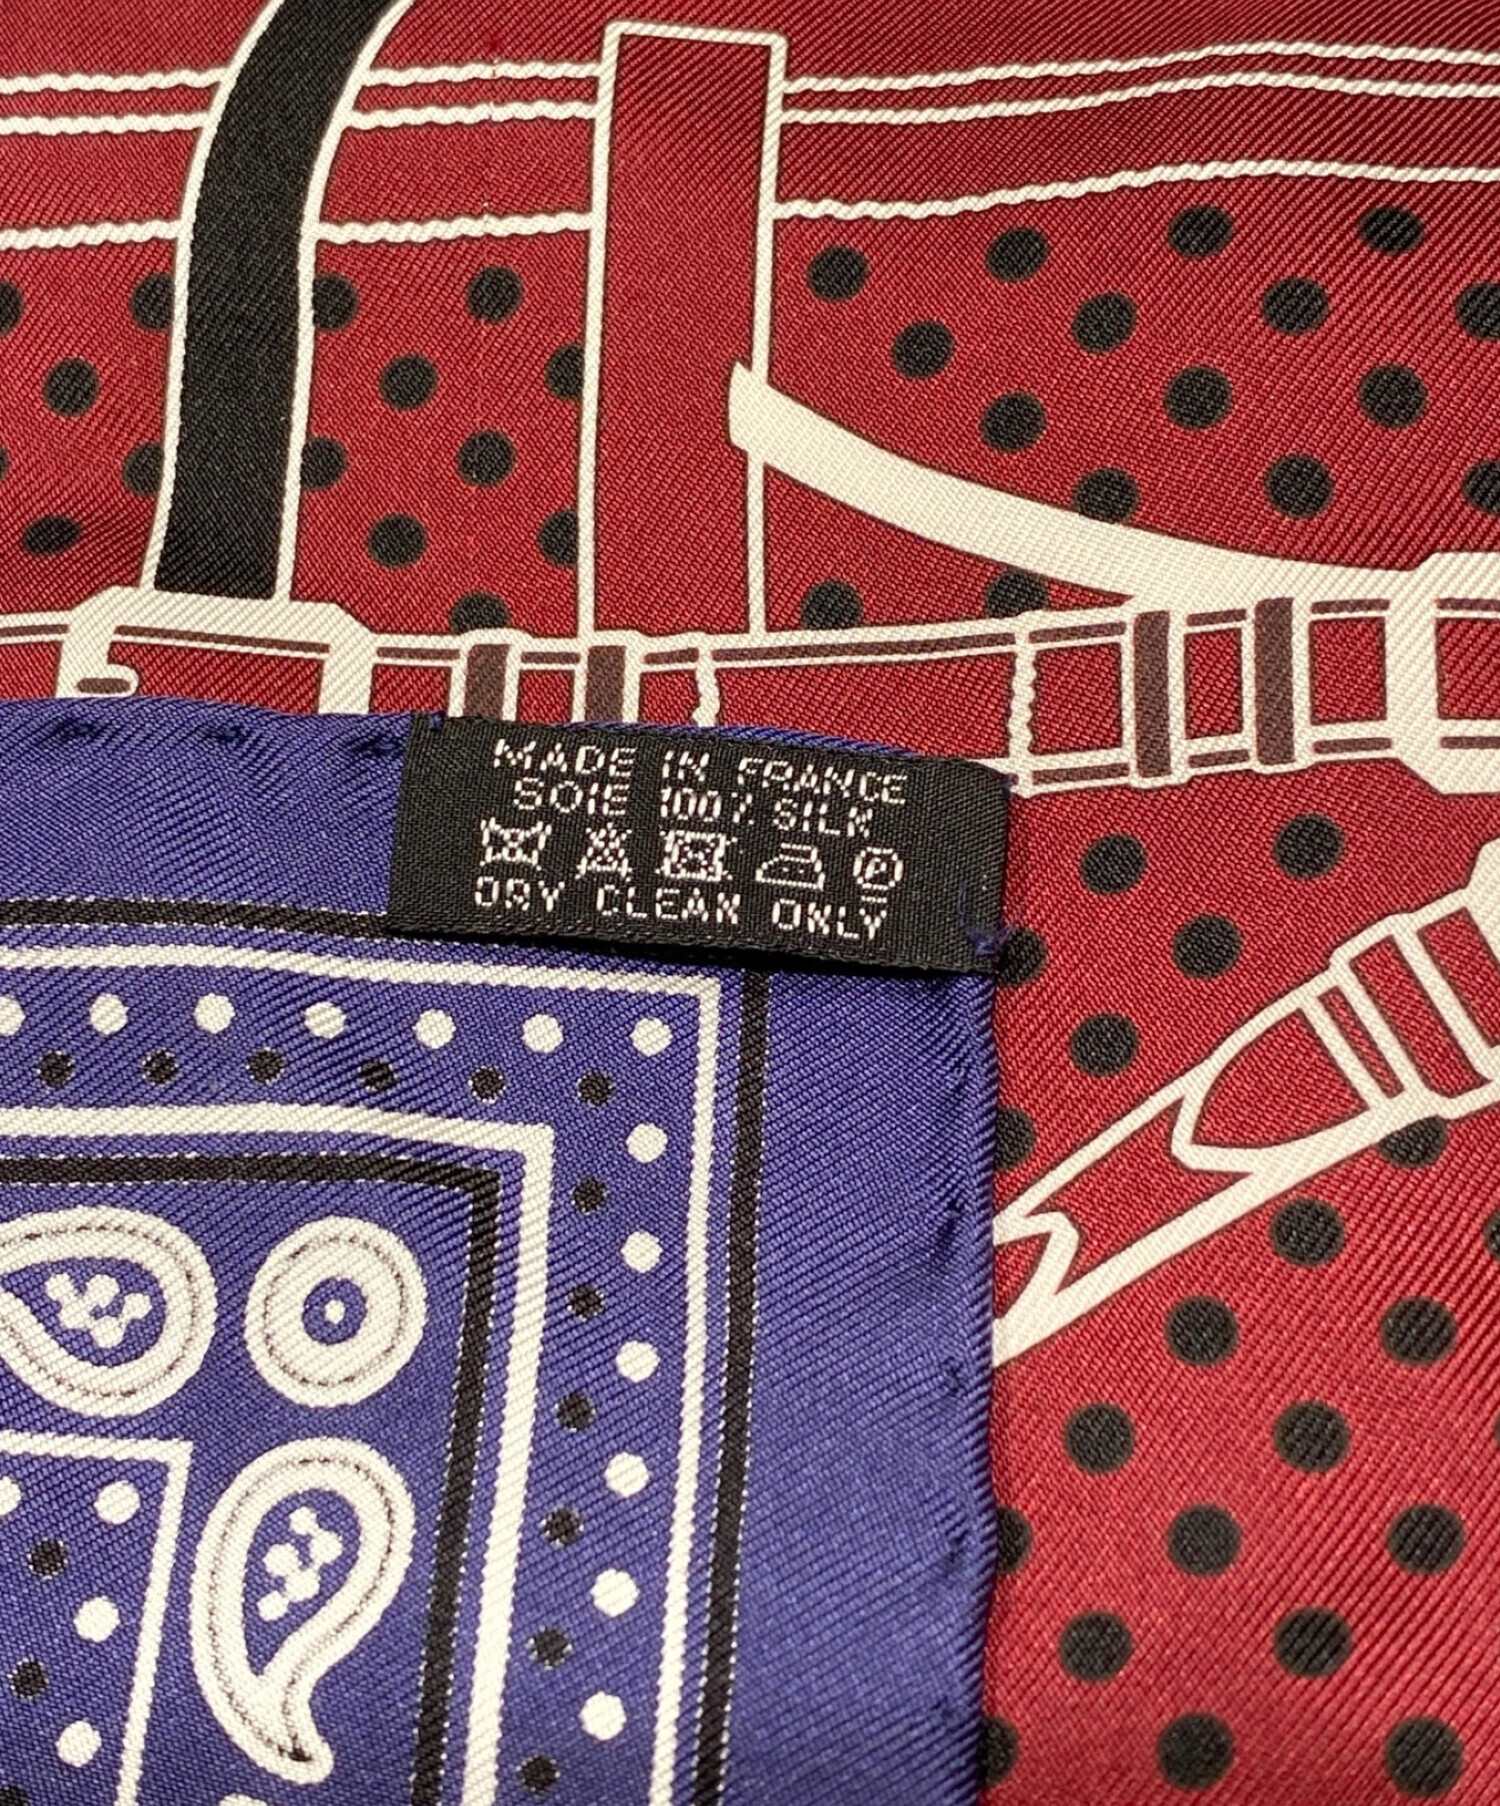 MADE IN FRANCE
SOIE 100% SILK
P
DRY CLEAN ONLY